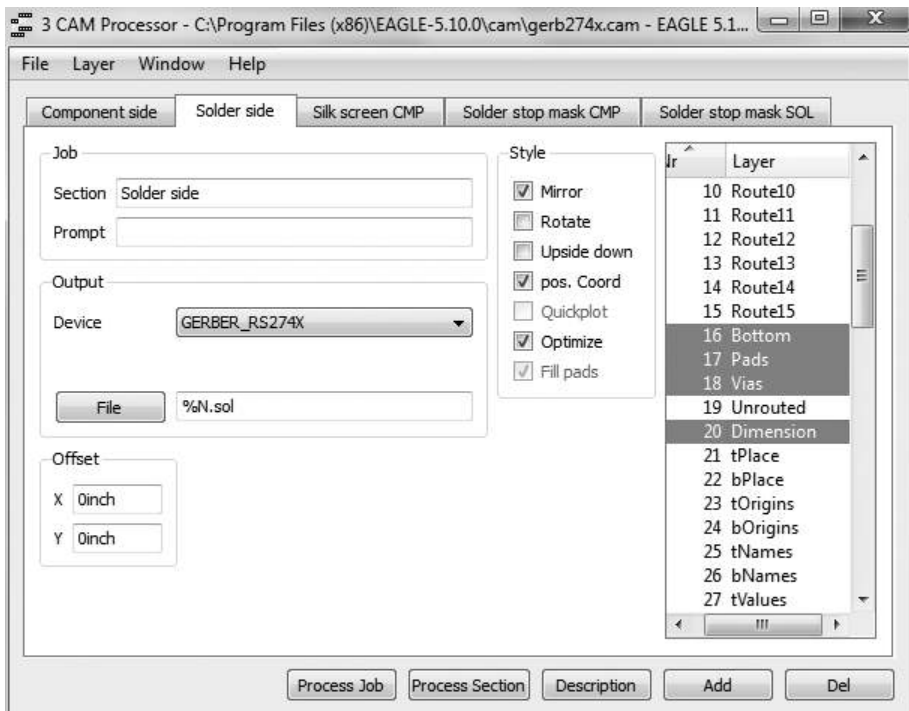 3 CAM Processor - C:\Program Files (x86)\EAGLE-5.10.0\cam\gerb274x.cam - EAGLE 5.1...
File Layer Window Help
Component side Solder side Silk screen CMP Solder stop mask CMP Solder stop mask SOL
Job
Section Solder side
Prompt
Output
Device GERBER_RS274X
File %N.sol
Offset
X 0inch
Y 0inch
Style
Mirror
Rotate
Upside down
pos. Coord
Quickplot
Optimize
Fill pads
Nr Layer
10 Route10
11 Route11
12 Route12
13 Route13
14 Route14
15 Route15
16 Bottom
17 Pads
18 Vias
19 Unrouted
20 Dimension
21 tPlace
22 bPlace
23 tOrigins
24 bOrigins
25 tNames
26 bNames
27 tValues
Process Job Process Section Description Add Del